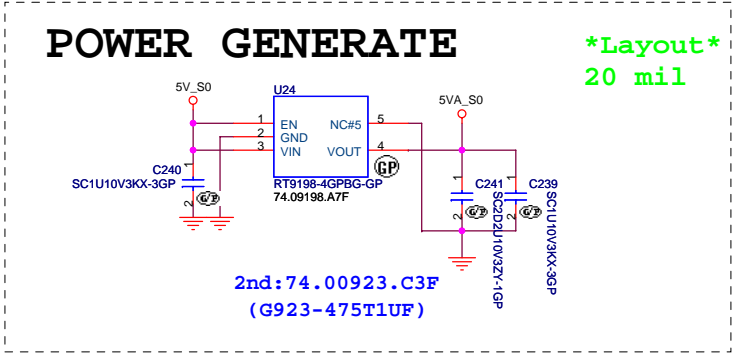 POWER GENERATE
*Layout*
20 mil
5V_S0
U24
5VA_S0
1
EN
NC#5
5
2
GND
3
VIN
VOUT
4
GP
RT9198-4GPBG-GP
74.09198.A7F
C240
SC1U10V3KX-3GP
1
2
G/P
C241
SC2D2U10V3ZY-1GP
1
2
G/P
C239
SC1U10V3KX-3GP
1
2
G/P
2nd:74.00923.C3F
(G923-475T1UF)